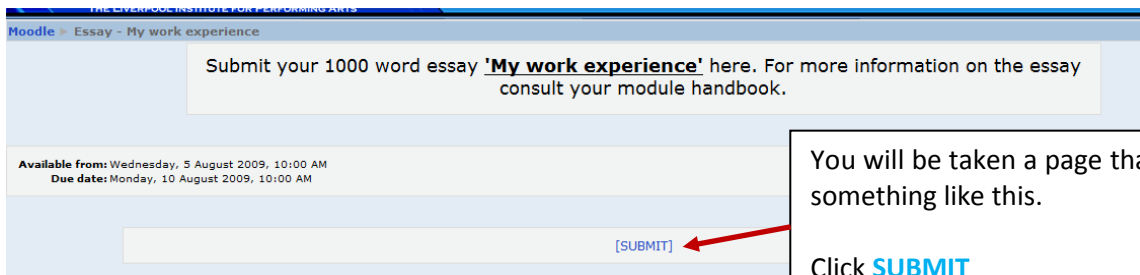 THE LIVERPOOL INSTITUTE FOR PERFORMING ARTS
Moodle ► Essay - My work experience
Submit your 1000 word essay 'My work experience' here. For more information on the essay
consult your module handbook.
Available from: Wednesday, 5 August 2009, 10:00 AM
Due date: Monday, 10 August 2009, 10:00 AM
You will be taken a page tha
something like this.
[SUBMIT]
Click SUBMIT